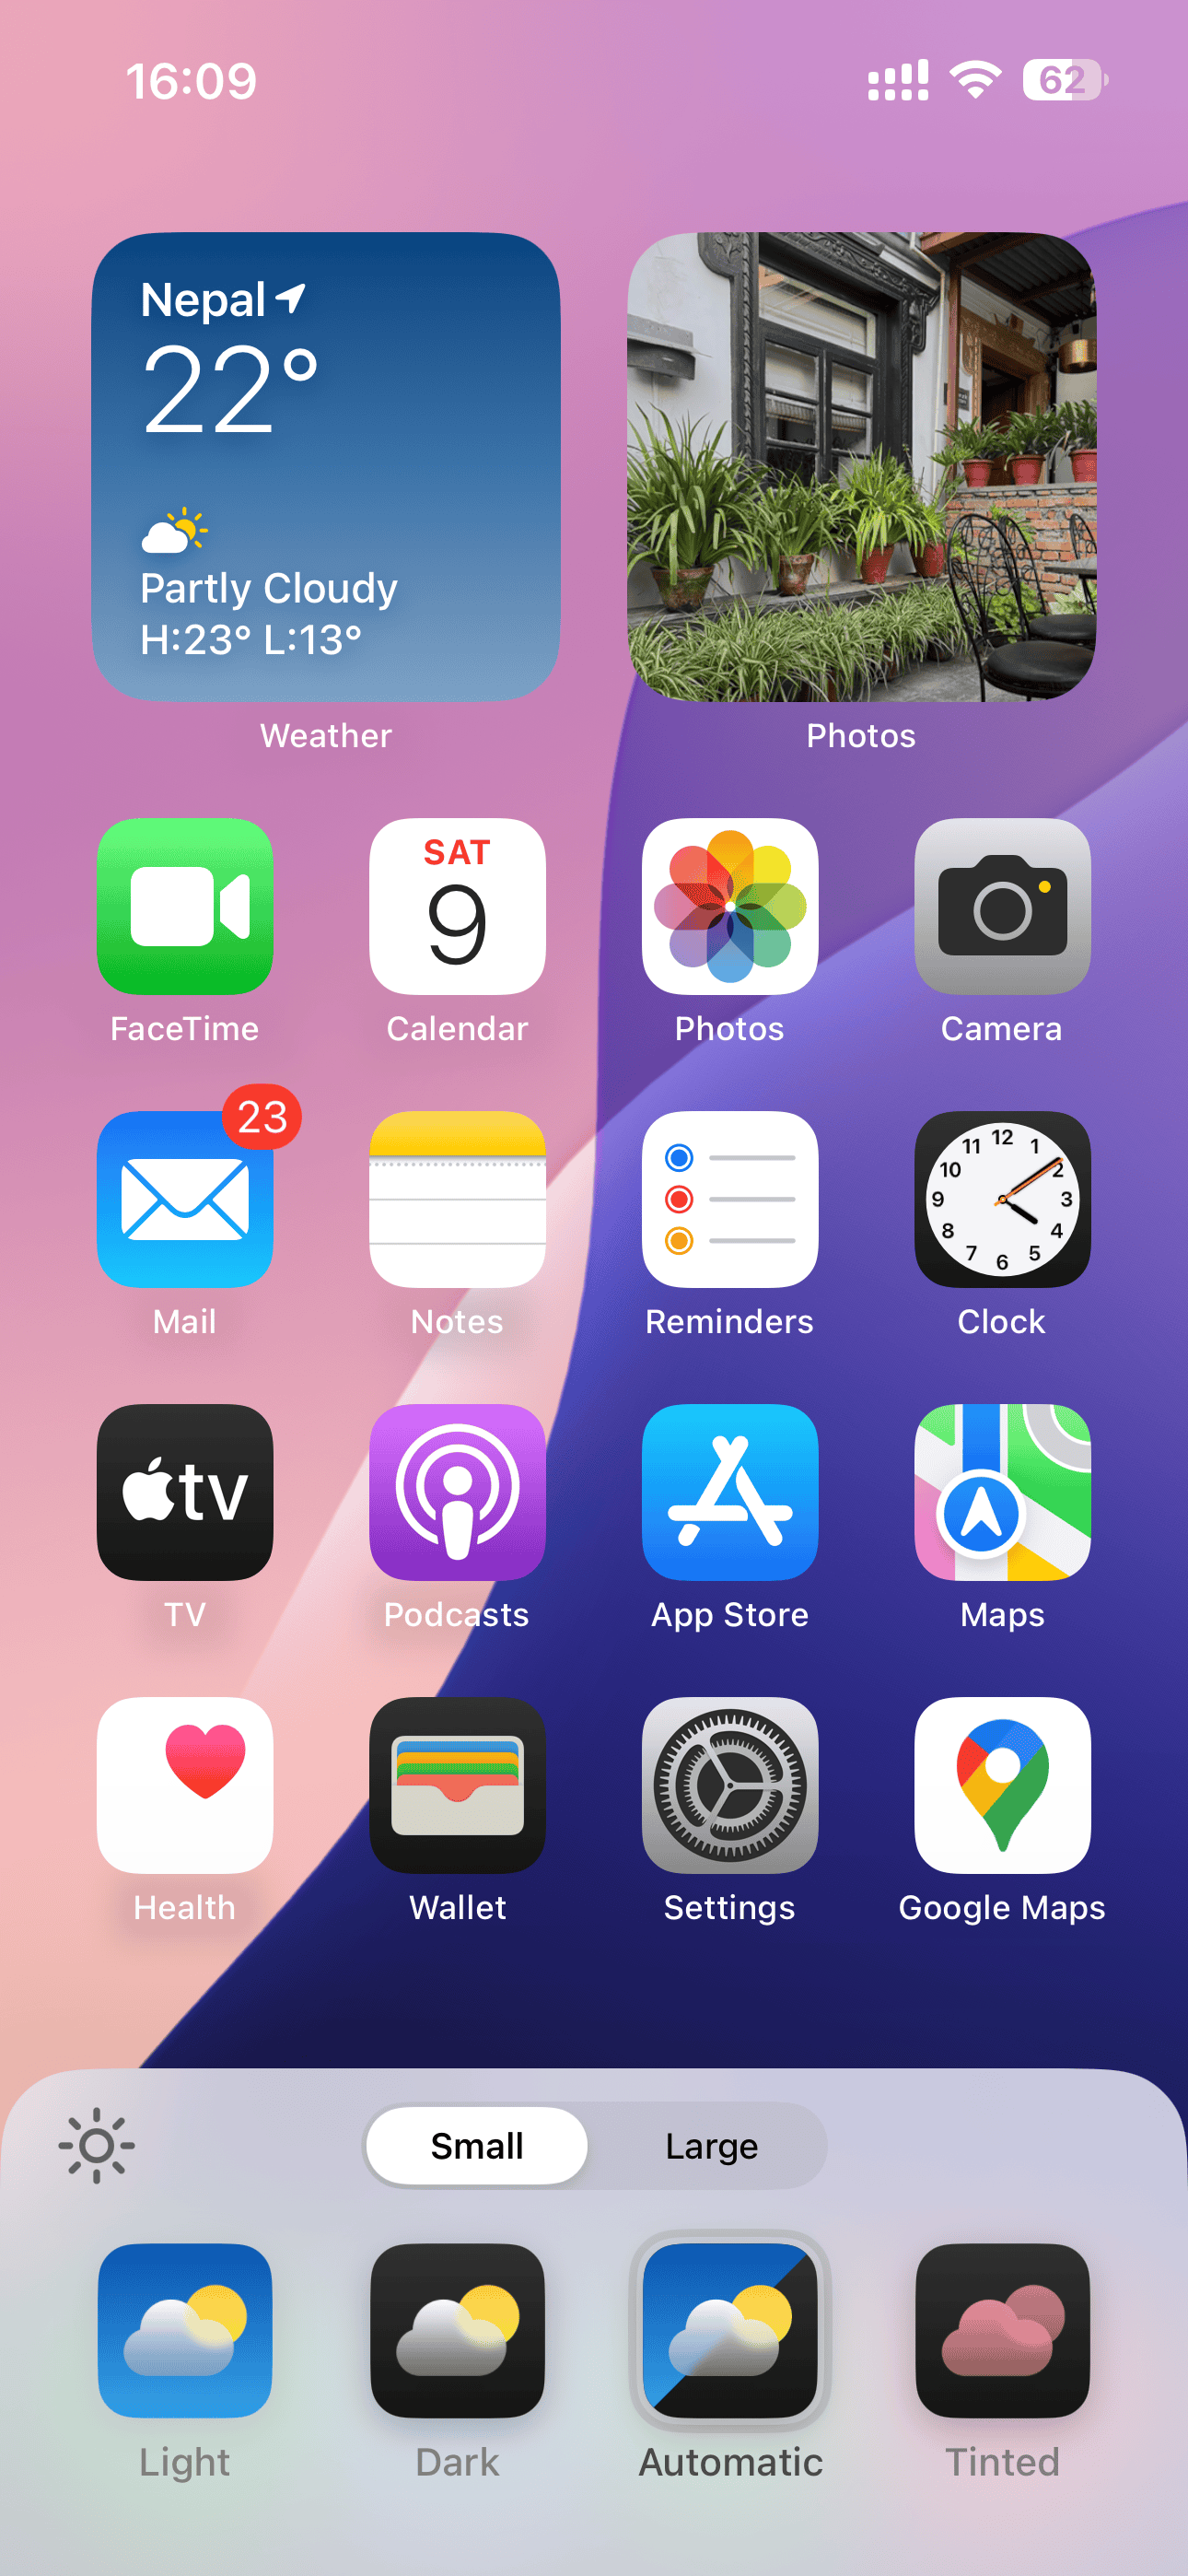 16:09
62
Nepal
22°
Partly Cloudy
H:23° L:13°
Weather
Photos
SAT
9
FaceTime
Calendar
Photos
Camera
23
12
11
1
10
2
9
3
8
4
7
5
6
Mail
Notes
Reminders
Clock
tv
TV
Podcasts
App Store
Maps
Health
Wallet
Settings
Google Maps
Small
Large
Light
Dark
Automatic
Tinted